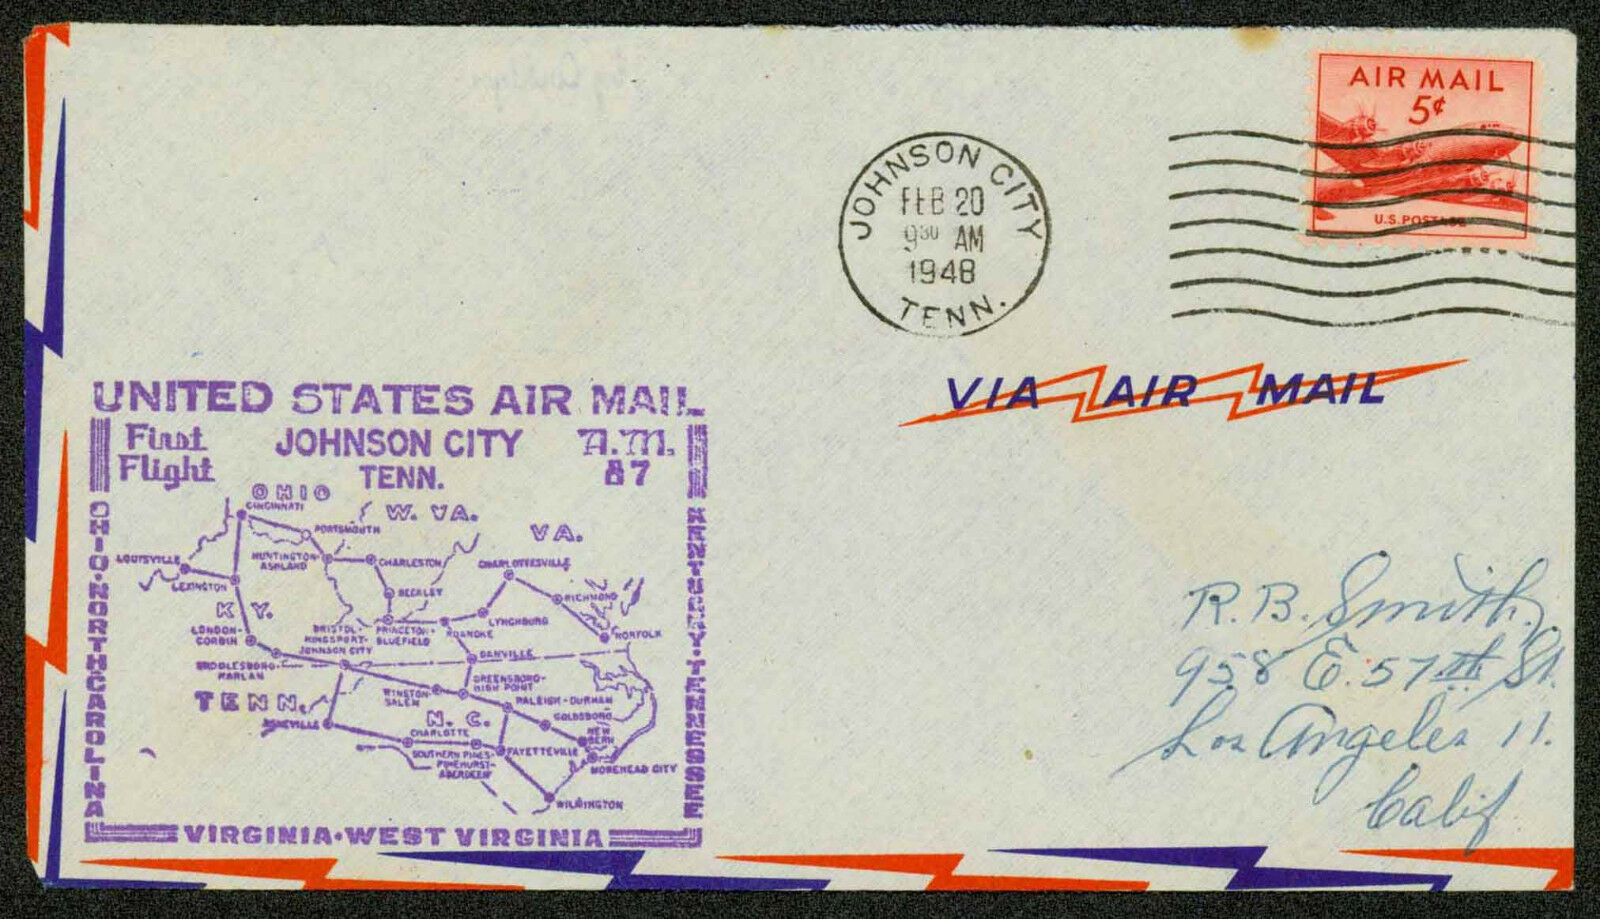 AIR MAIL
5¢
U.S. POSTAGE
JOHNSON CITY
FEB 20
9 30 AM
1948
TENN.
VIA AIR MAIL
UNITED STATES AIR MAIL
First Flight
JOHNSON CITY
TENN.
A.M.
87
OHIO
CINCINNATI
PORTSMOUTH
W. VA.
VA.
LOUISVILLE
LEXINGTON
HUNTINGTON-
ASHLAND
CHARLESTON
CHARLOTTESVILLE
BECKLEY
RICHMOND
KY.
LONDON-
CORBIN
BRISTOL-
KINGSPORT-
JOHNSON CITY
PRINCETON-
BLUEFIELD
ROANOKE
LYNCHBURG
NORFOLK
DANVILLE
MIDDLESBORO-
HARLAN
GREENSBORO-
HIGH POINT
TENN.
WINSTON-
SALEM
RALEIGH-DURHAM
ASHEVILLE
N. C.
GOLDSBORO
CHARLOTTE
NEW
BERN
SOUTHERN PINES-
PINEHURST-
ABERDEEN
FAYETTEVILLE
MOREHEAD CITY
WILMINGTON
OHIO·NORTH CAROLINA
KENTUCKY·TENNESSEE
VIRGINIA·WEST VIRGINIA
R. B. Smith,
958 E. 57th St.
Los Angeles 11.
Calif